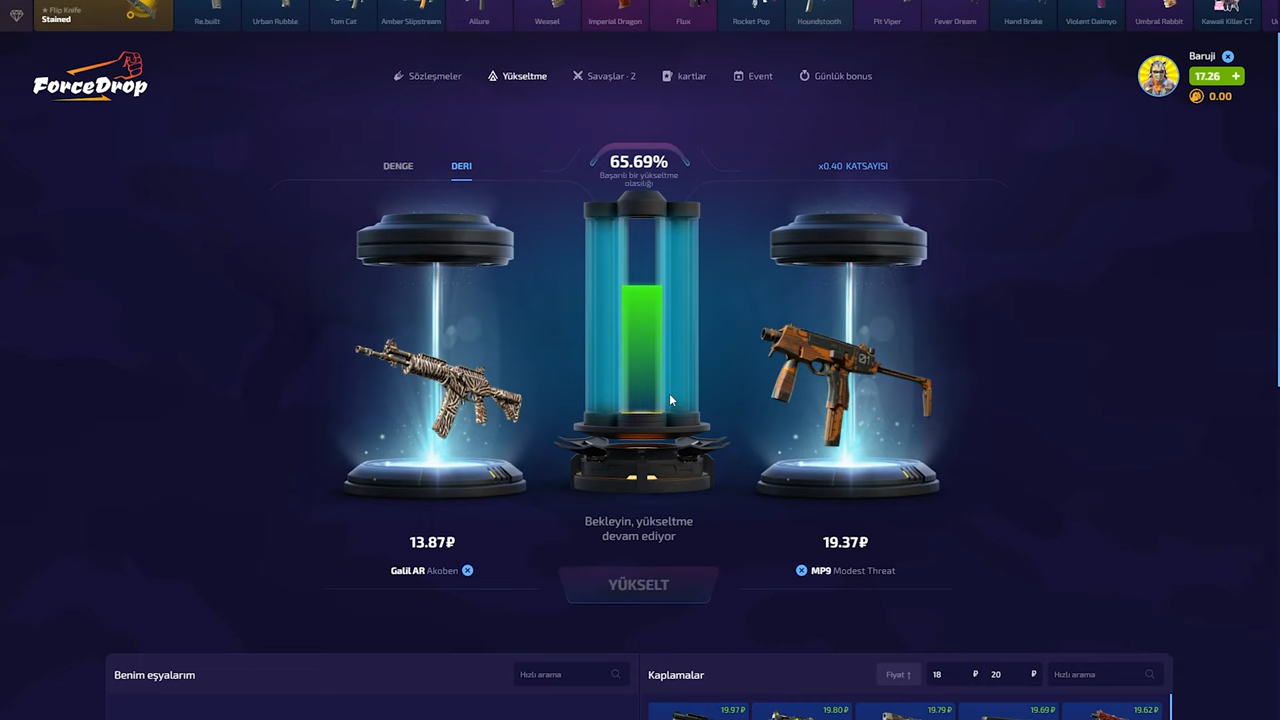 ★ Flip Knife
Stained
Re.built
Urban Rubble
Tom Cat
Amber Slipstream
Allure
Weasel
Imperial Dragon
Flux
Rocket Pop
Houndstooth
Pit Viper
Fever Dream
Hand Brake
Violent Daimyo
Umbral Rabbit
Kawaii Killer CT
ForceDrop
Sözleşmeler
Yükseltme
Savaşlar · 2
kartlar
Event
Günlük bonus
Baruji
17.26 +
0.00
DENGE
DERI
65.69%
Başarılı bir yükseltme
olasılığı
x0.40 KATSAYISI
13.87₽
Galil AR Akoben
Bekleyin, yükseltme
devam ediyor
YÜKSELT
19.37₽
MP9 Modest Threat
Benim eşyalarım
Hızlı arama
Kaplamalar
Fiyat ↑
18 ₽
20 ₽
Hızlı arama
19.97 ₽
19.80 ₽
19.79 ₽
19.69 ₽
19.62 ₽